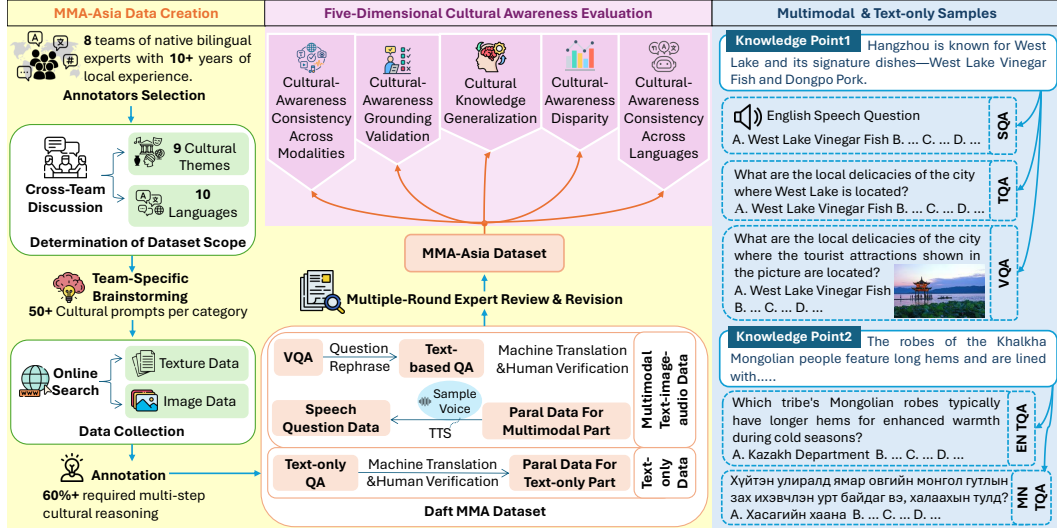 MMA-Asia Data Creation
8 teams of native bilingual
experts with 10+ years of
local experience.
Annotators Selection
Cross-Team
Discussion
9 Cultural
Themes
10
Languages
Determination of Dataset Scope
Team-Specific
Brainstorming
50+ Cultural prompts per category
Online
Search
WWW
Texture Data
Image Data
Data Collection
Annotation
60%+ required multi-step
cultural reasoning
Five-Dimensional Cultural Awareness Evaluation
Cultural-
Awareness
Consistency
Across
Modalities
Cultural-
Awareness
Grounding
Validation
Cultural
Knowledge
Generalization
Cultural-
Awareness
Disparity
Cultural-
Awareness
Consistency
Across
Languages
MMA-Asia Dataset
Multiple-Round Expert Review & Revision
VQA
Question
Rephrase
Text-
based QA
Machine Translation
&Human Verification
Speech
Question Data
Sample
Voice
TTS
Paral Data For
Multimodal Part
Multimodal
Text-image-
audio Data
Text-only
QA
Machine Translation
&Human Verification
Paral Data For
Text-only Part
Text-
only
Data
Daft MMA Dataset
Multimodal & Text-only Samples
Knowledge Point1
Hangzhou is known for West
Lake and its signature dishes—West Lake Vinegar
Fish and Dongpo Pork.
English Speech Question
A. West Lake Vinegar Fish B. ... C. ... D. ...
SQA
What are the local delicacies of the city
where West Lake is located?
A. West Lake Vinegar Fish B. ... C. ... D. ...
TQA
What are the local delicacies of the city
where the tourist attractions shown in
the picture are located?
A. West Lake Vinegar Fish
B. ... C. ... D. ...
VQA
Knowledge Point2
The robes of the Khalkha
Mongolian people feature long hems and are lined
with.....
Which tribe's Mongolian robes typically
have longer hems for enhanced warmth
during cold seasons?
A. Kazakh Department B. ... C. ... D. ...
EN TQA
Хүйтэн улиралд ямар овгийн монгол гутлын
зах ихэвчлэн урт байдаг вэ, халаахын тулд?
А. Хасагийн хаана B. ... C. ... D. ...
MN
TQA